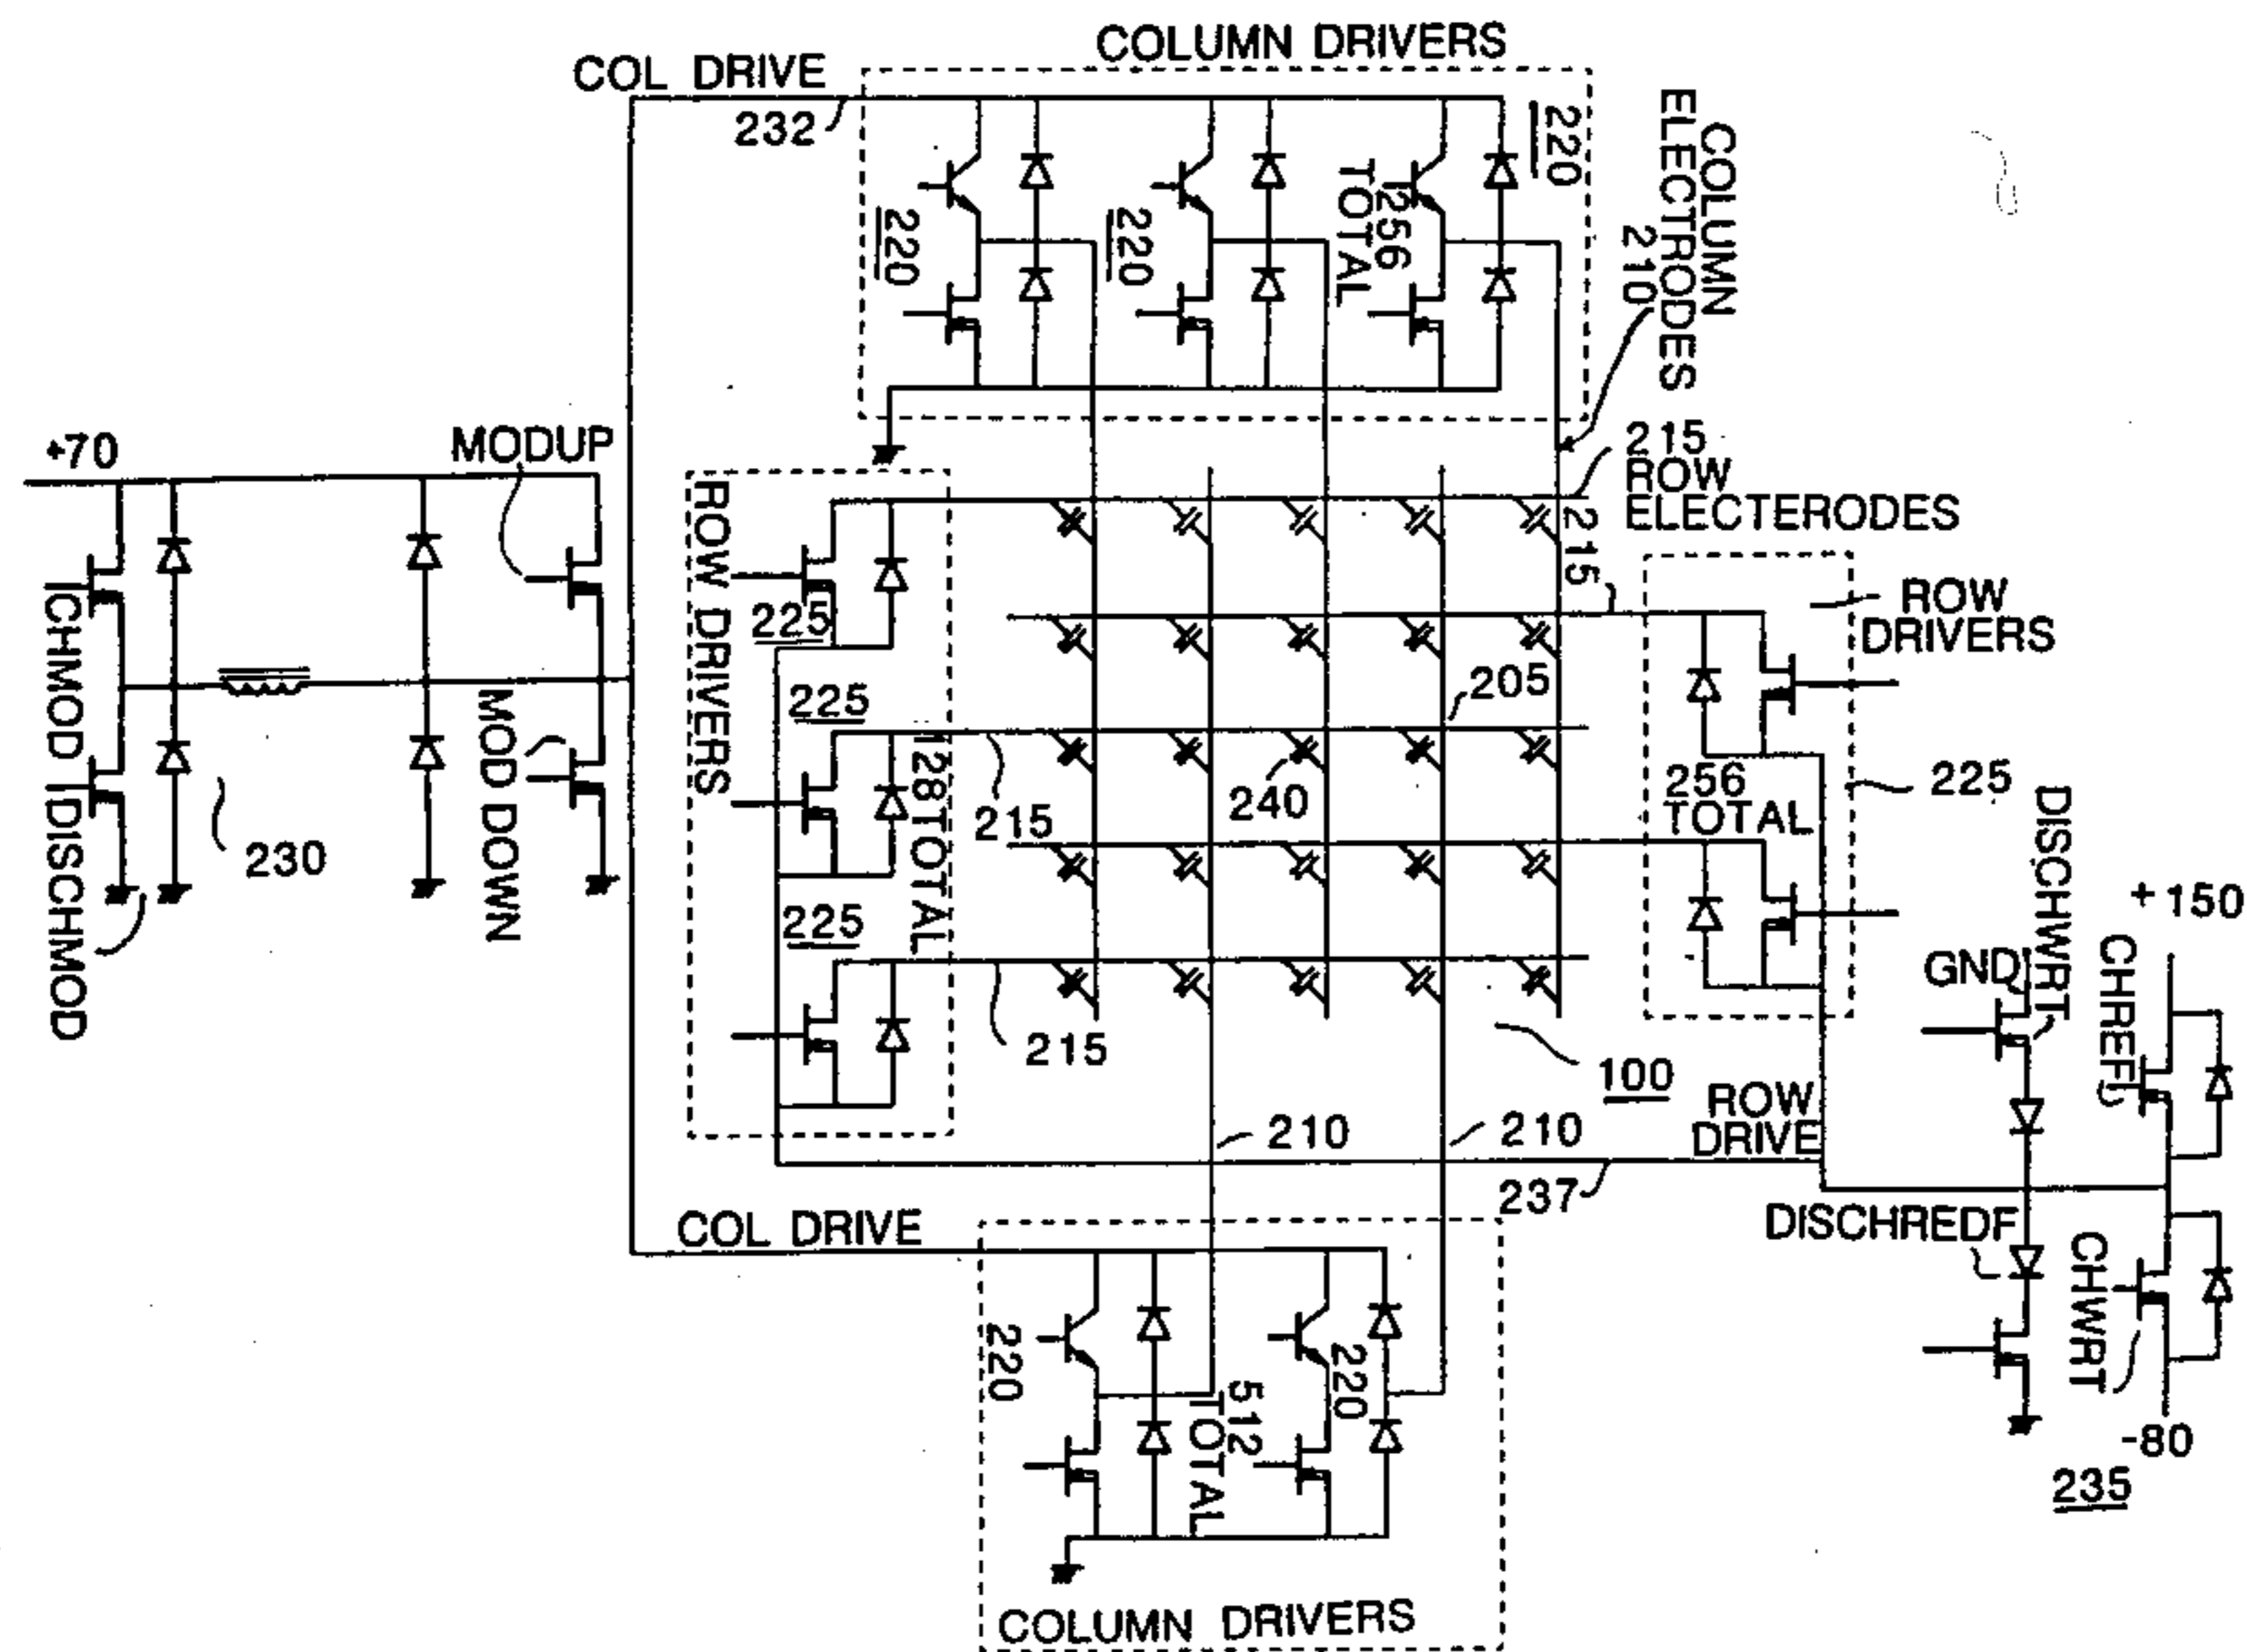 COLUMN DRIVERS
COL DRIVE
232
220
220
220
256
TOTAL
COLUMN
ELECTRODES
210
+70
MODUP
215
ROW
ELECTERODES
215
ROW DRIVERS
225
225
225
128TOTAL
ROW
DRIVERS
ICHMOD
IDISCHMOD
DISCHMOD
MOD DOWN
230
205
215
240
256
TOTAL
225
DISCHWRT
+150
GND
CHREF
215
100
ROW
DRIVE
210
210
237
COL DRIVE
DISCHREDF
CHWRT
220
512
TOTAL
220
-80
235
COLUMN DRIVERS